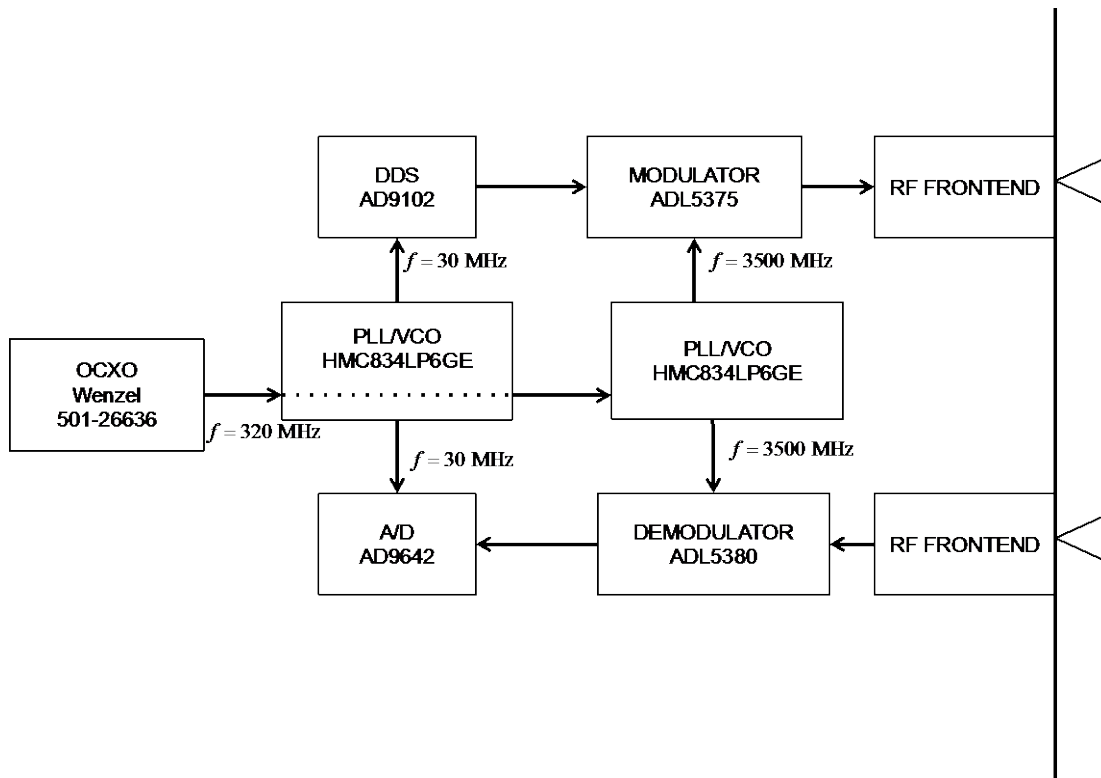 DDS
AD9102
MODULATOR
ADL5375
RF FRONTEND
f = 30 MHz
f = 3500 MHz
OCXO
Wenzel
501-26636
PLL/VCO
HMC834LP6GE
PLL/VCO
HMC834LP6GE
f = 320 MHz
f = 30 MHz
f = 3500 MHz
A/D
AD9642
DEMODULATOR
ADL5380
RF FRONTEND